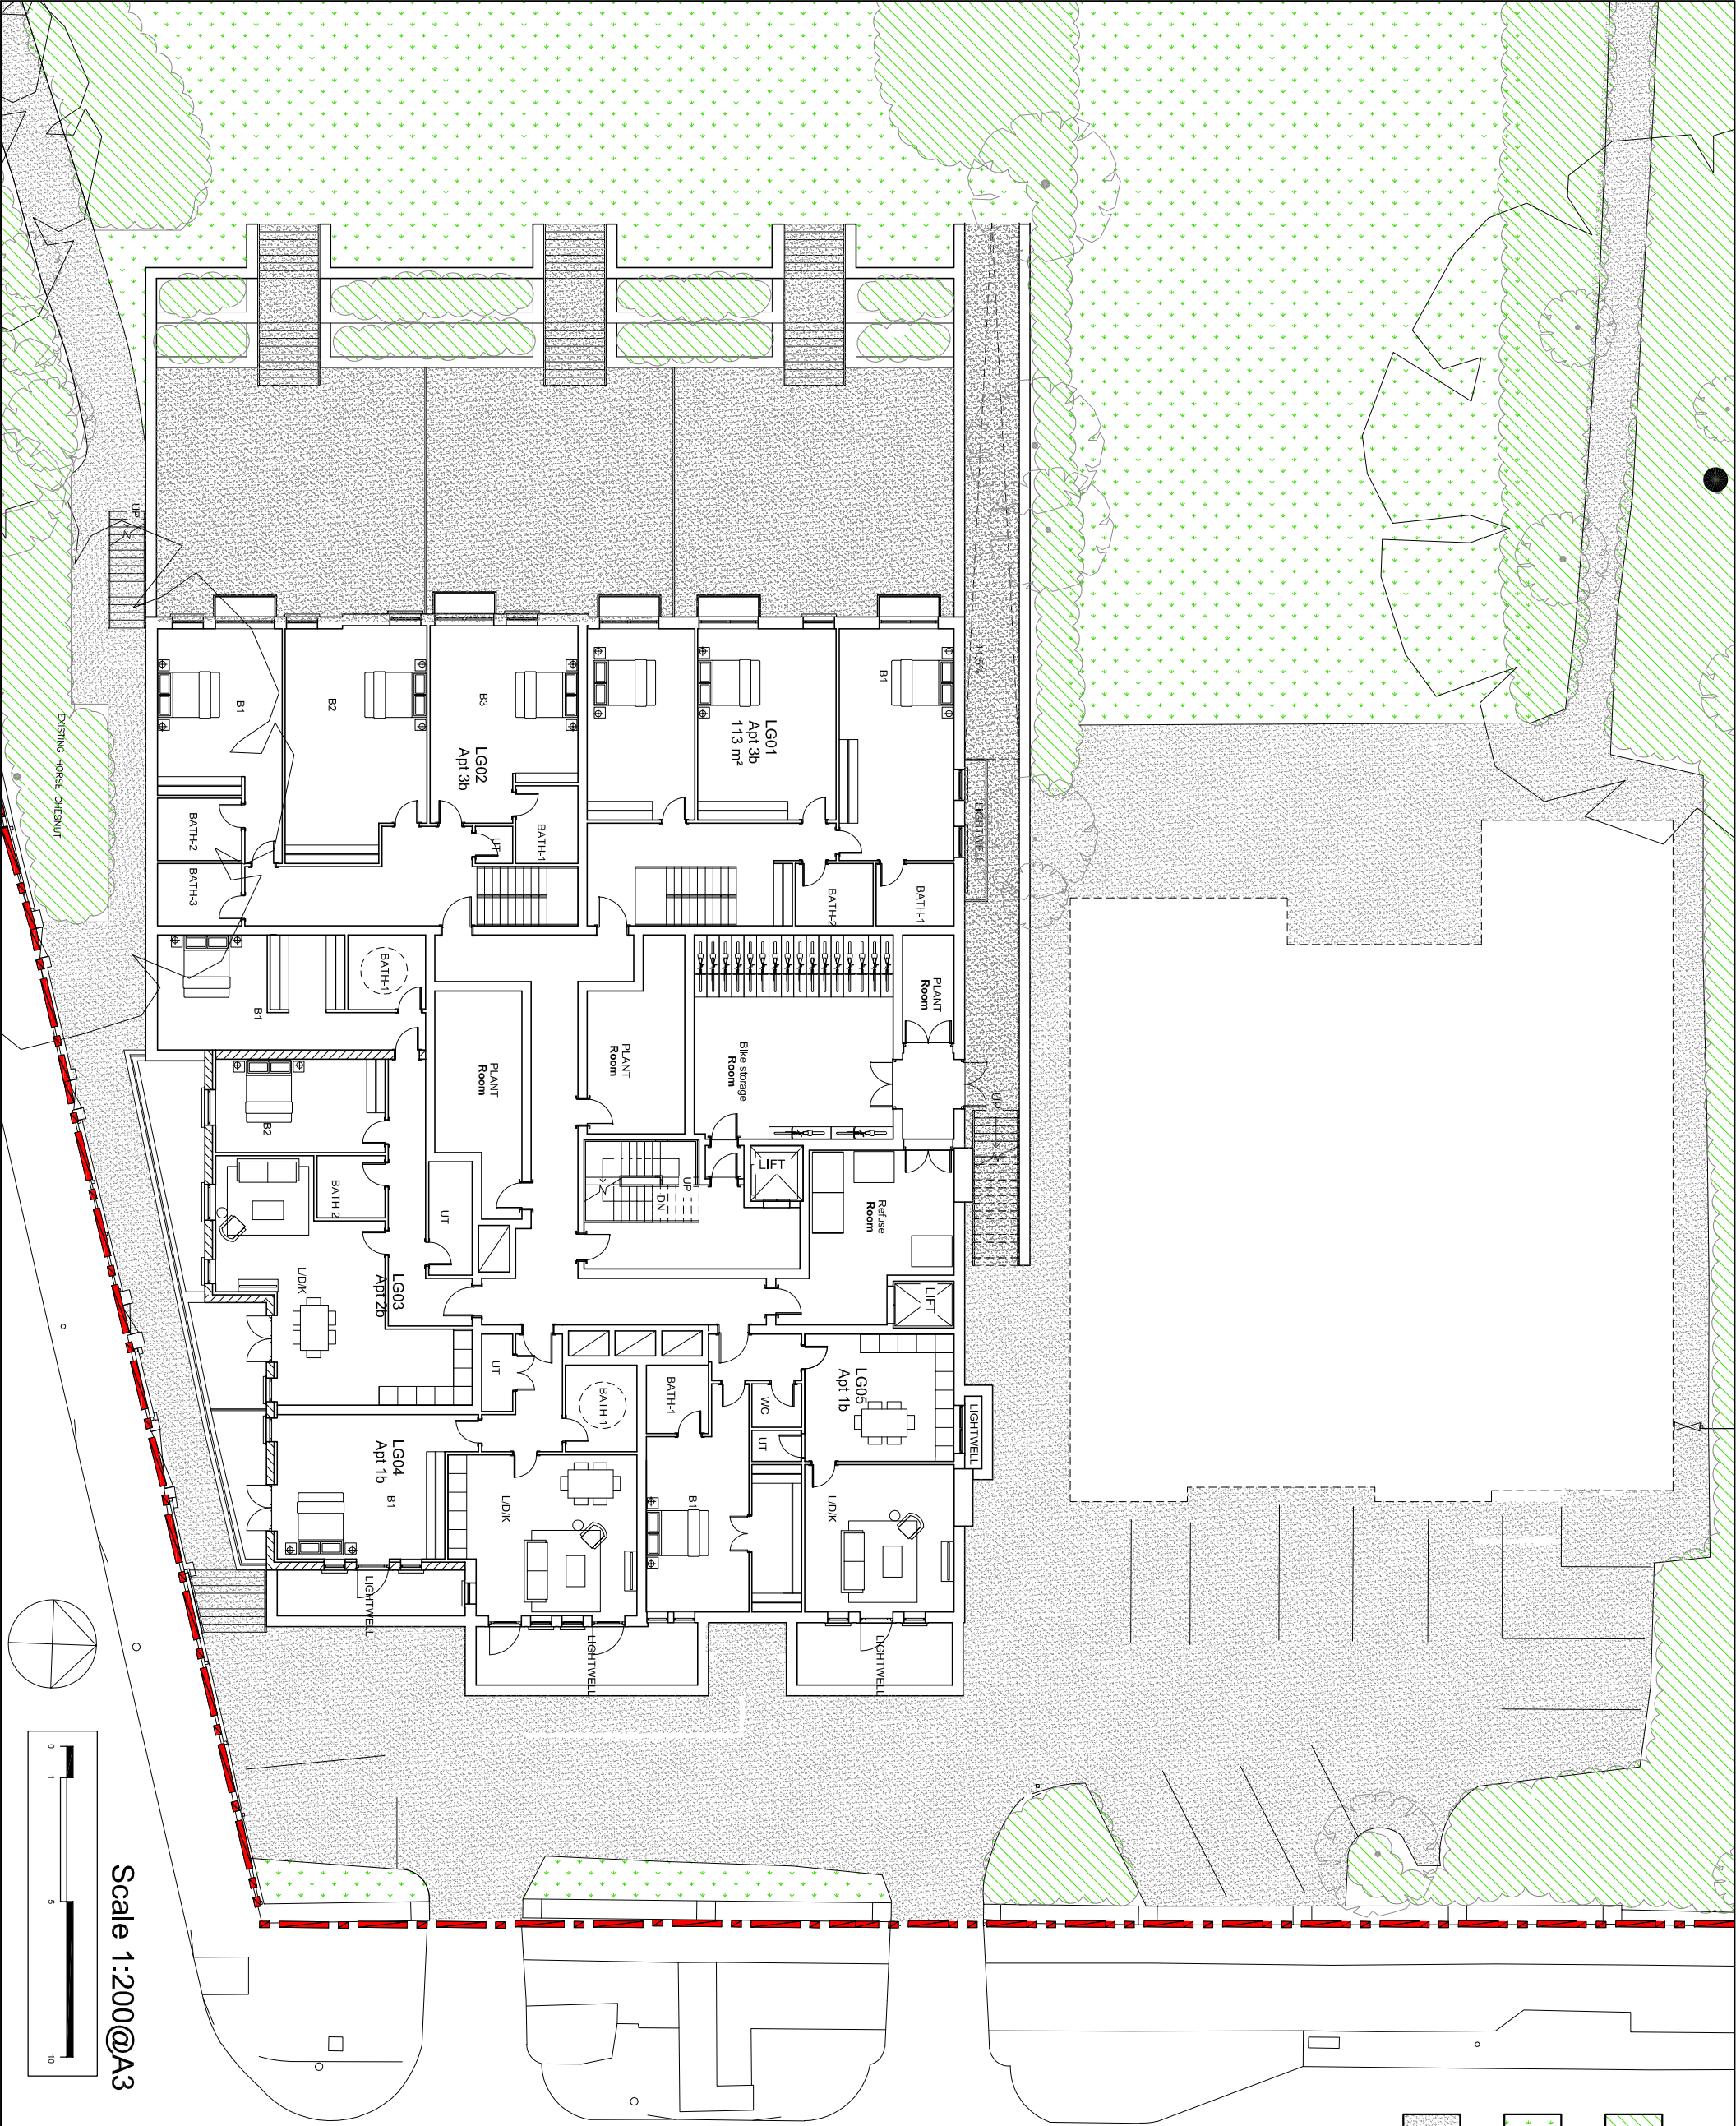 UP
EXISTING HORSE CHESNUT
B1
B2
B3
LG02
Apt 3b
LG01
Apt 3b
113 m²
B1
LIGHTWELL
BATH-2
BATH-3
UT
BATH-1
BATH-2
BATH-1
BATH-1
B1
PLANT
Room
PLANT
Room
Bike storage
Room
PLANT
Room
UP
B2
BATH-2
UT
UP
DN
LIFT
Refuse
Room
LIFT
L/D/K
LG03
Apt 2b
UT
BATH-1
BATH-1
WC
UT
LG05
Apt 1b
LIGHTWELL
LG04
Apt 1b
B1
L/D/K
B1
L/D/K
LIGHTWELL
LIGHTWELL
LIGHTWELL
0
1
5
10
Scale 1:200@A3